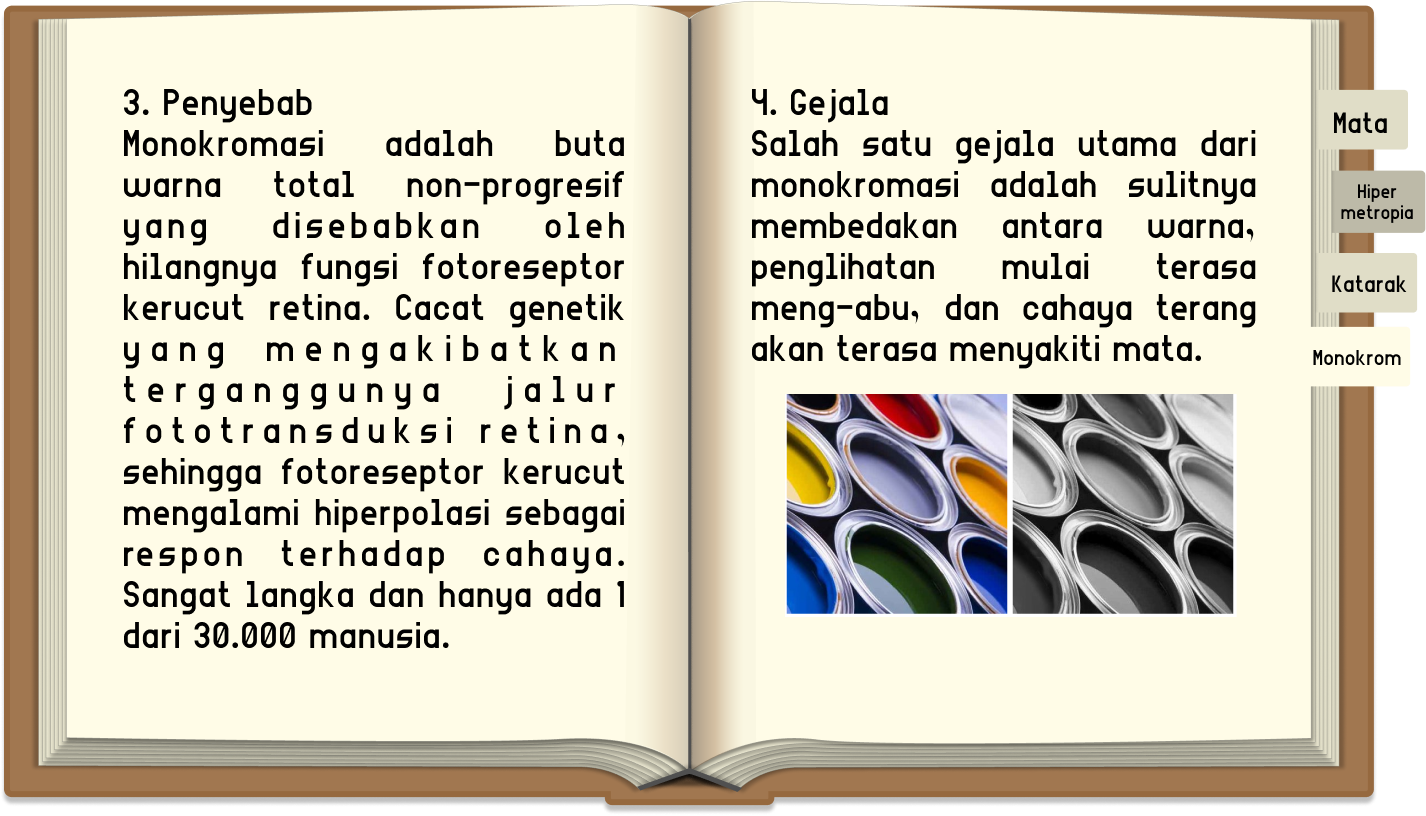 3. Penyebab
Monokromasi adalah buta
warna total non-progresif
yang disebabkan oleh
hilangnya fungsi fotoreseptor
kerucut retina. Cacat genetik
yang mengakibatkan
terganggunya jalur
fototransduksi retina,
sehingga fotoreseptor kerucut
mengalami hiperpolasi sebagai
respon terhadap cahaya.
Sangat langka dan hanya ada 1
dari 30.000 manusia.
4. Gejala
Salah satu gejala utama dari
monokromasi adalah sulitnya
membedakan antara warna,
penglihatan mulai terasa
meng-abu, dan cahaya terang
akan terasa menyakiti mata.
Mata
Hiper
metropia
Katarak
Monokrom